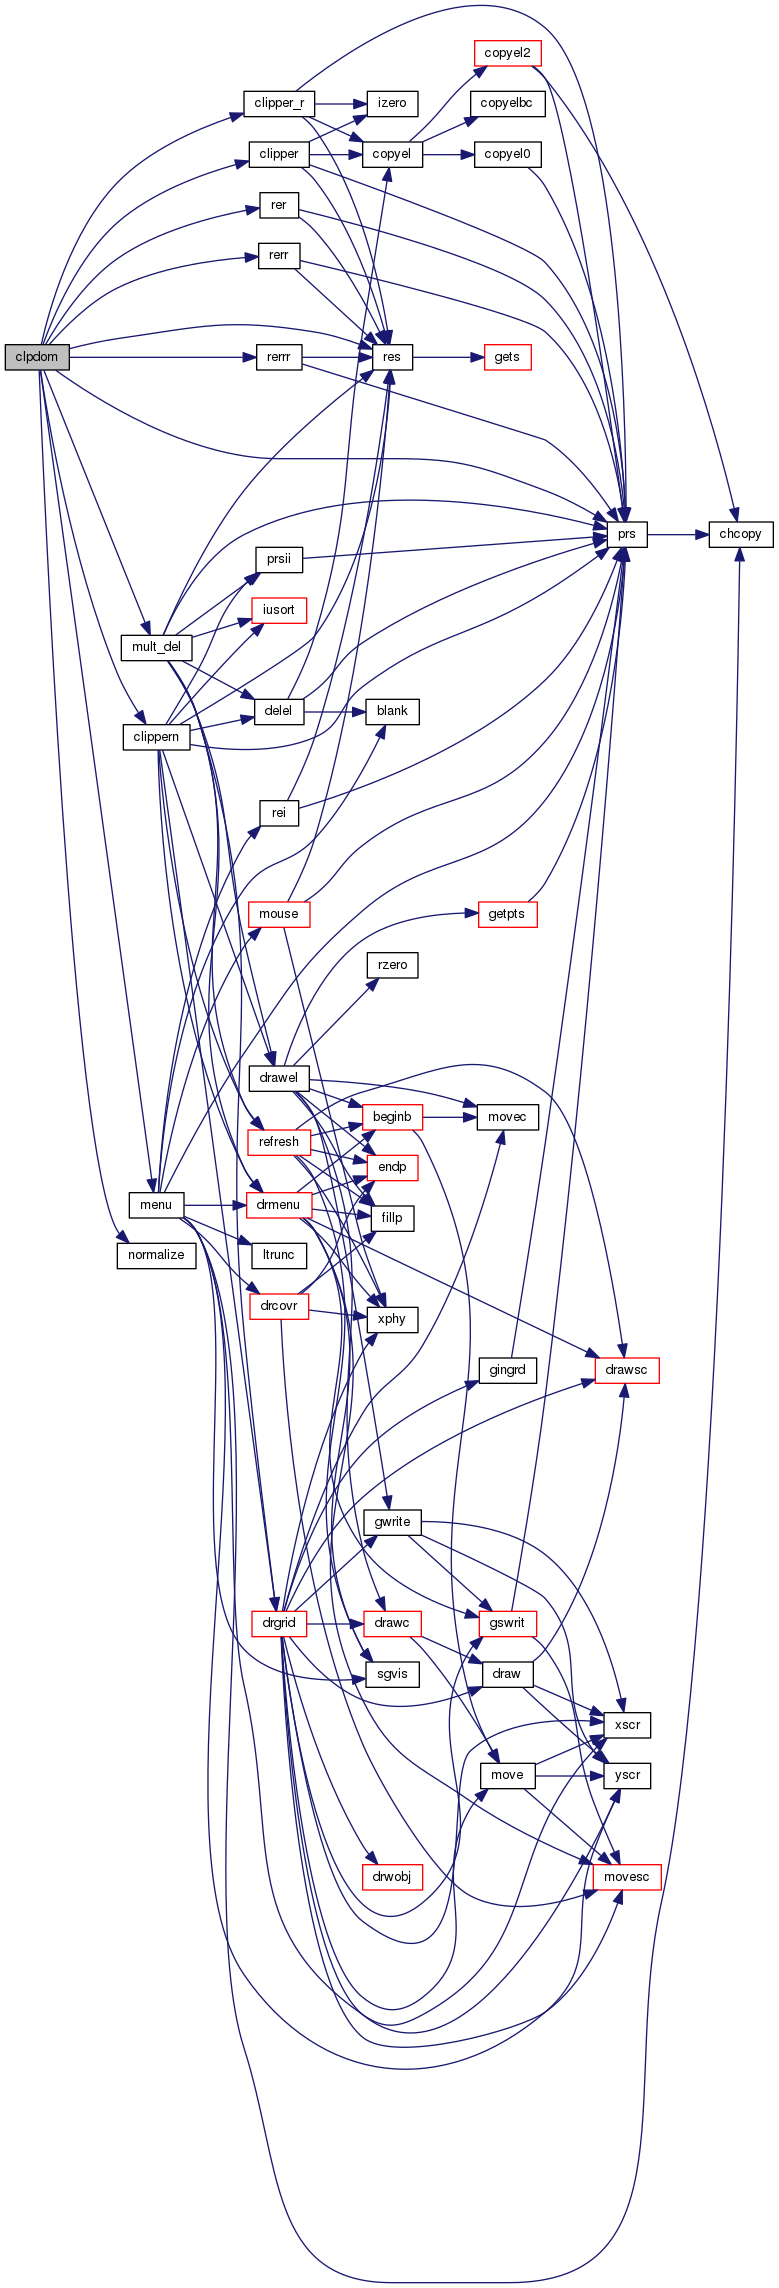 copyel2
clipper_r
izero
copyelbc
clipper
copyel
copyel0
rer
rerr
clpdom
rerrr
res
gets
prs
chcopy
prsii
iusort
mult_del
delel
blank
clippern
rei
mouse
getpts
rzero
drawel
beginb
movec
refresh
endp
menu
drmenu
fillp
normalize
ltrunc
drcovr
xphy
gingrd
drawsc
gwrite
drgrid
drawc
gswrit
sgvis
draw
xscr
move
yscr
drwobj
movesc